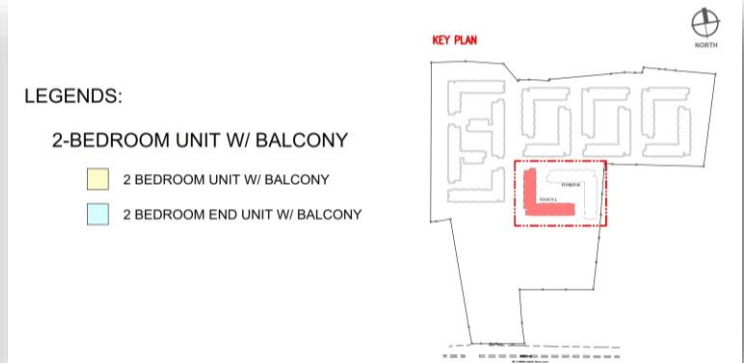 KEY PLAN
NORTH
LEGENDS:
2-BEDROOM UNIT W/ BALCONY
2 BEDROOM UNIT W/ BALCONY
2 BEDROOM END UNIT W/ BALCONY